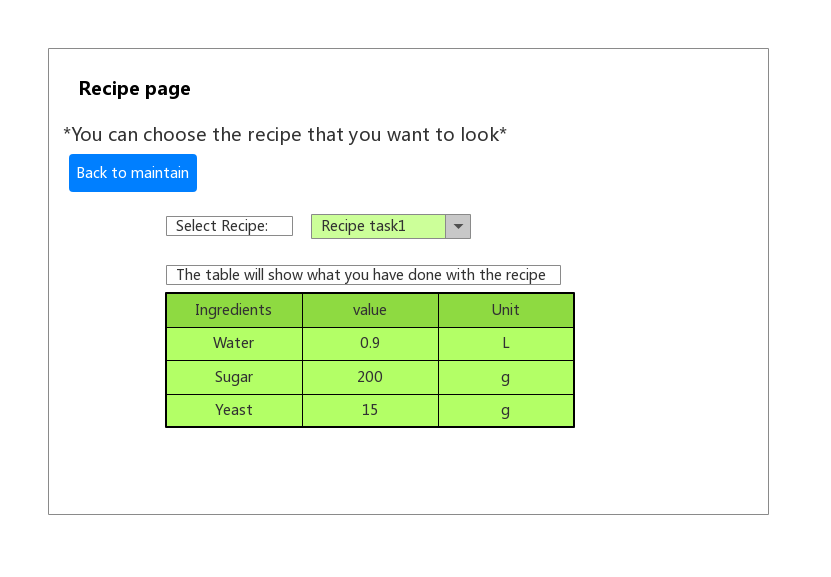 Recipe page
*You can choose the recipe that you want to look*
Back to maintain
Select Recipe: Recipe task1
The table will show what you have done with the recipe
Ingredients value Unit
Water 0.9 L
Sugar 200 g
Yeast 15 g